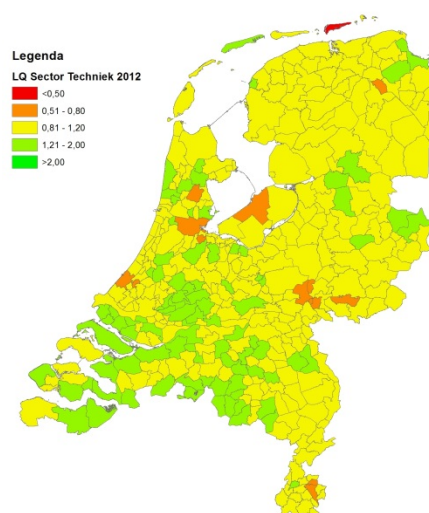 Legenda
LQ Sector Techniek 2012
<0,50
0,51 - 0,80
0,81 - 1,20
1,21 - 2,00
>2,00